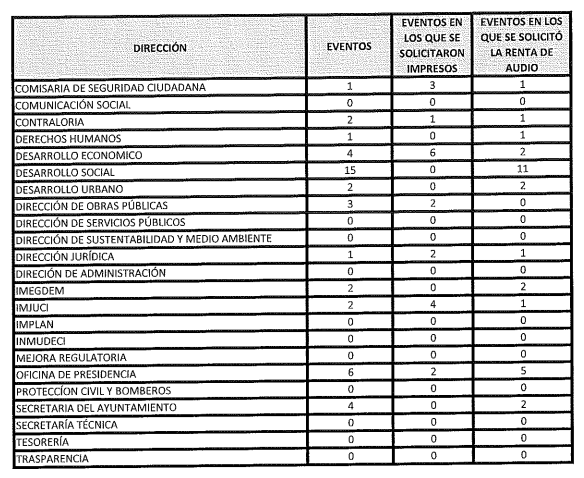 DIRECCIÓN EVENTOS EVENTOS EN LOS QUE SE SOLICITARON IMPRESOS EVENTOS EN LOS QUE SE SOLICITÓ LA RENTA DE AUDIO
COMISARIA DE SEGURIDAD CIUDADANA 1 3 1
COMUNICACIÓN SOCIAL 0 0 0
CONTRALORIA 2 1 1
DERECHOS HUMANOS 1 0 1
DESARROLLO ECONOMICO 4 6 2
DESARROLLO SOCIAL 15 0 11
DESARROLLO URBANO 2 0 2
DIRECCIÓN DE OBRAS PÚBLICAS 3 2 0
DIRECCIÓN DE SERVICIOS PÚBLICOS 0 0 0
DIRECCIÓN DE SUSTENTABILIDAD Y MEDIO AMBIENTE 0 0 0
DIRECCIÓN JURÍDICA 1 2 1
DIRECIÓN DE ADMINISTRACIÓN 0 0 0
IMEGDEM 2 0 2
IMJUCI 2 4 1
IMPLAN 0 0 0
INMUDECI 0 0 0
MEJORA REGULATORIA 0 0 0
OFICINA DE PRESIDENCIA 6 2 5
PROTECCÍON CIVIL Y BOMBEROS 0 0 0
SECRETARIA DEL AYUNTAMIENTO 4 0 2
SECRETARÍA TÉCNICA 0 0 0
TESORERÍA 0 0 0
TRASPARENCIA 0 0 0